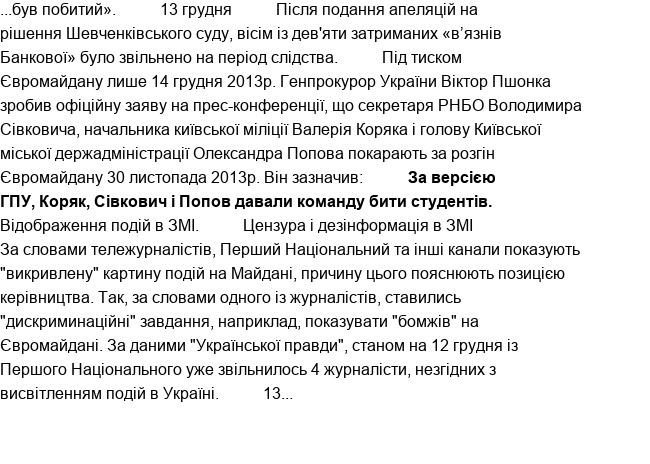 ...був побитий». 13 грудня Після подання апеляцій на
рішення Шевченківського суду, вісім із дев'яти затриманих «в’язнів
Банкової» було звільнено на період слідства. Під тиском
Євромайдану лише 14 грудня 2013р. Генпрокурор України Віктор Пшонка
зробив офіційну заяву на прес-конференції, що секретаря РНБО Володимира
Сівковича, начальника київської міліції Валерія Коряка і голову Київської
міської держадміністрації Олександра Попова покарають за розгін
Євромайдану 30 листопада 2013р. Він зазначив: За версією
ГПУ, Коряк, Сівкович і Попов давали команду бити студентів.
Відображення подій в ЗМІ. Цензура і дезінформація в ЗМІ
За словами тележурналістів, Перший Національний та інші канали показують
"викривлену" картину подій на Майдані, причину цього пояснюють позицією
керівництва. Так, за словами одного із журналістів, ставились
"дискриминаційні" завдання, наприклад, показувати "бомжів" на
Євромайдані. За даними "Української правди", станом на 12 грудня із
Першого Національного уже звільнилось 4 журналісти, незгідних з
висвітленням подій в Україні. 13...